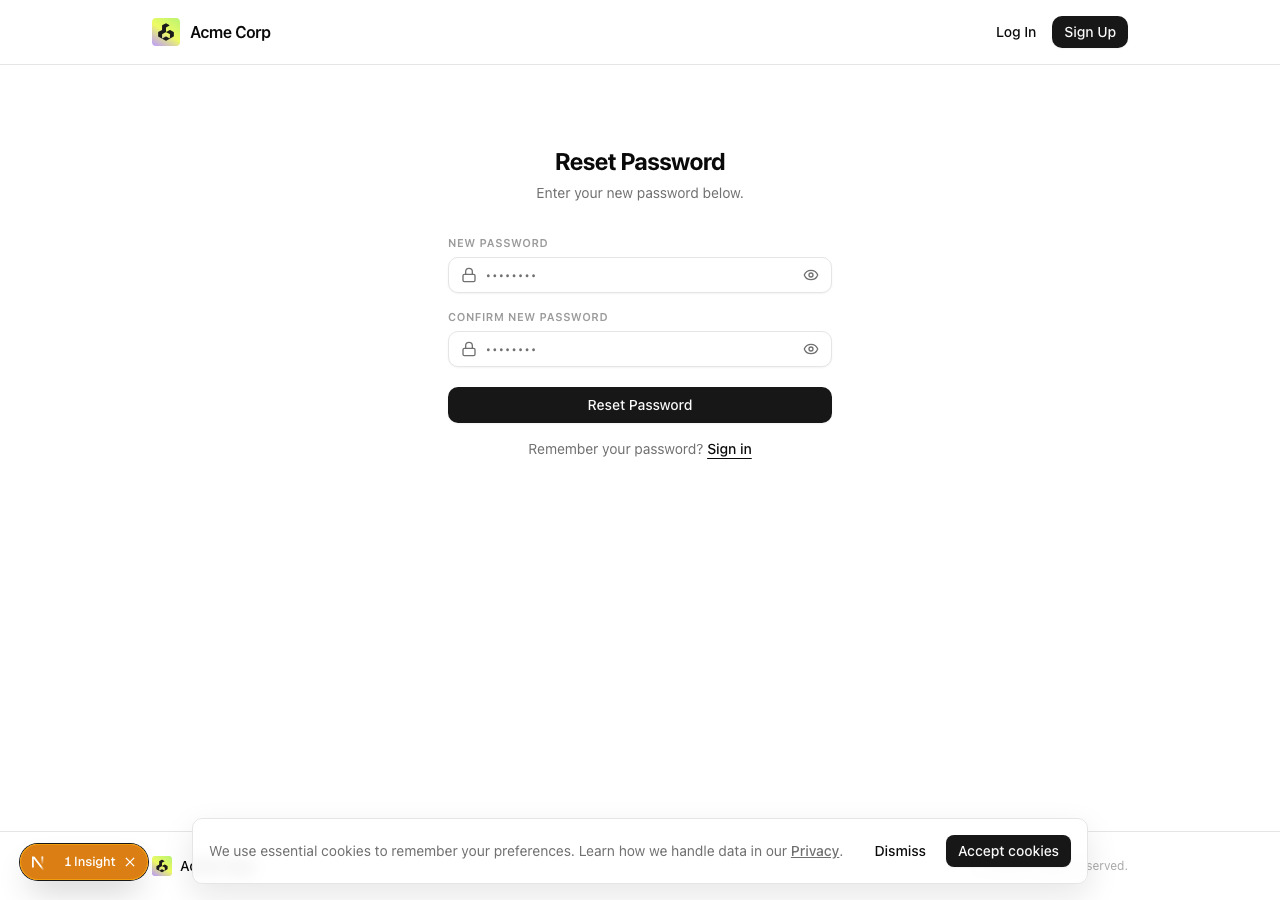 Acme Corp
Log In
Sign Up
Reset Password
Enter your new password below.
NEW PASSWORD
••••••••
CONFIRM NEW PASSWORD
••••••••
Reset Password
Remember your password? Sign in
We use essential cookies to remember your preferences. Learn how we handle data in our Privacy.
Dismiss
Accept cookies
1 Insight